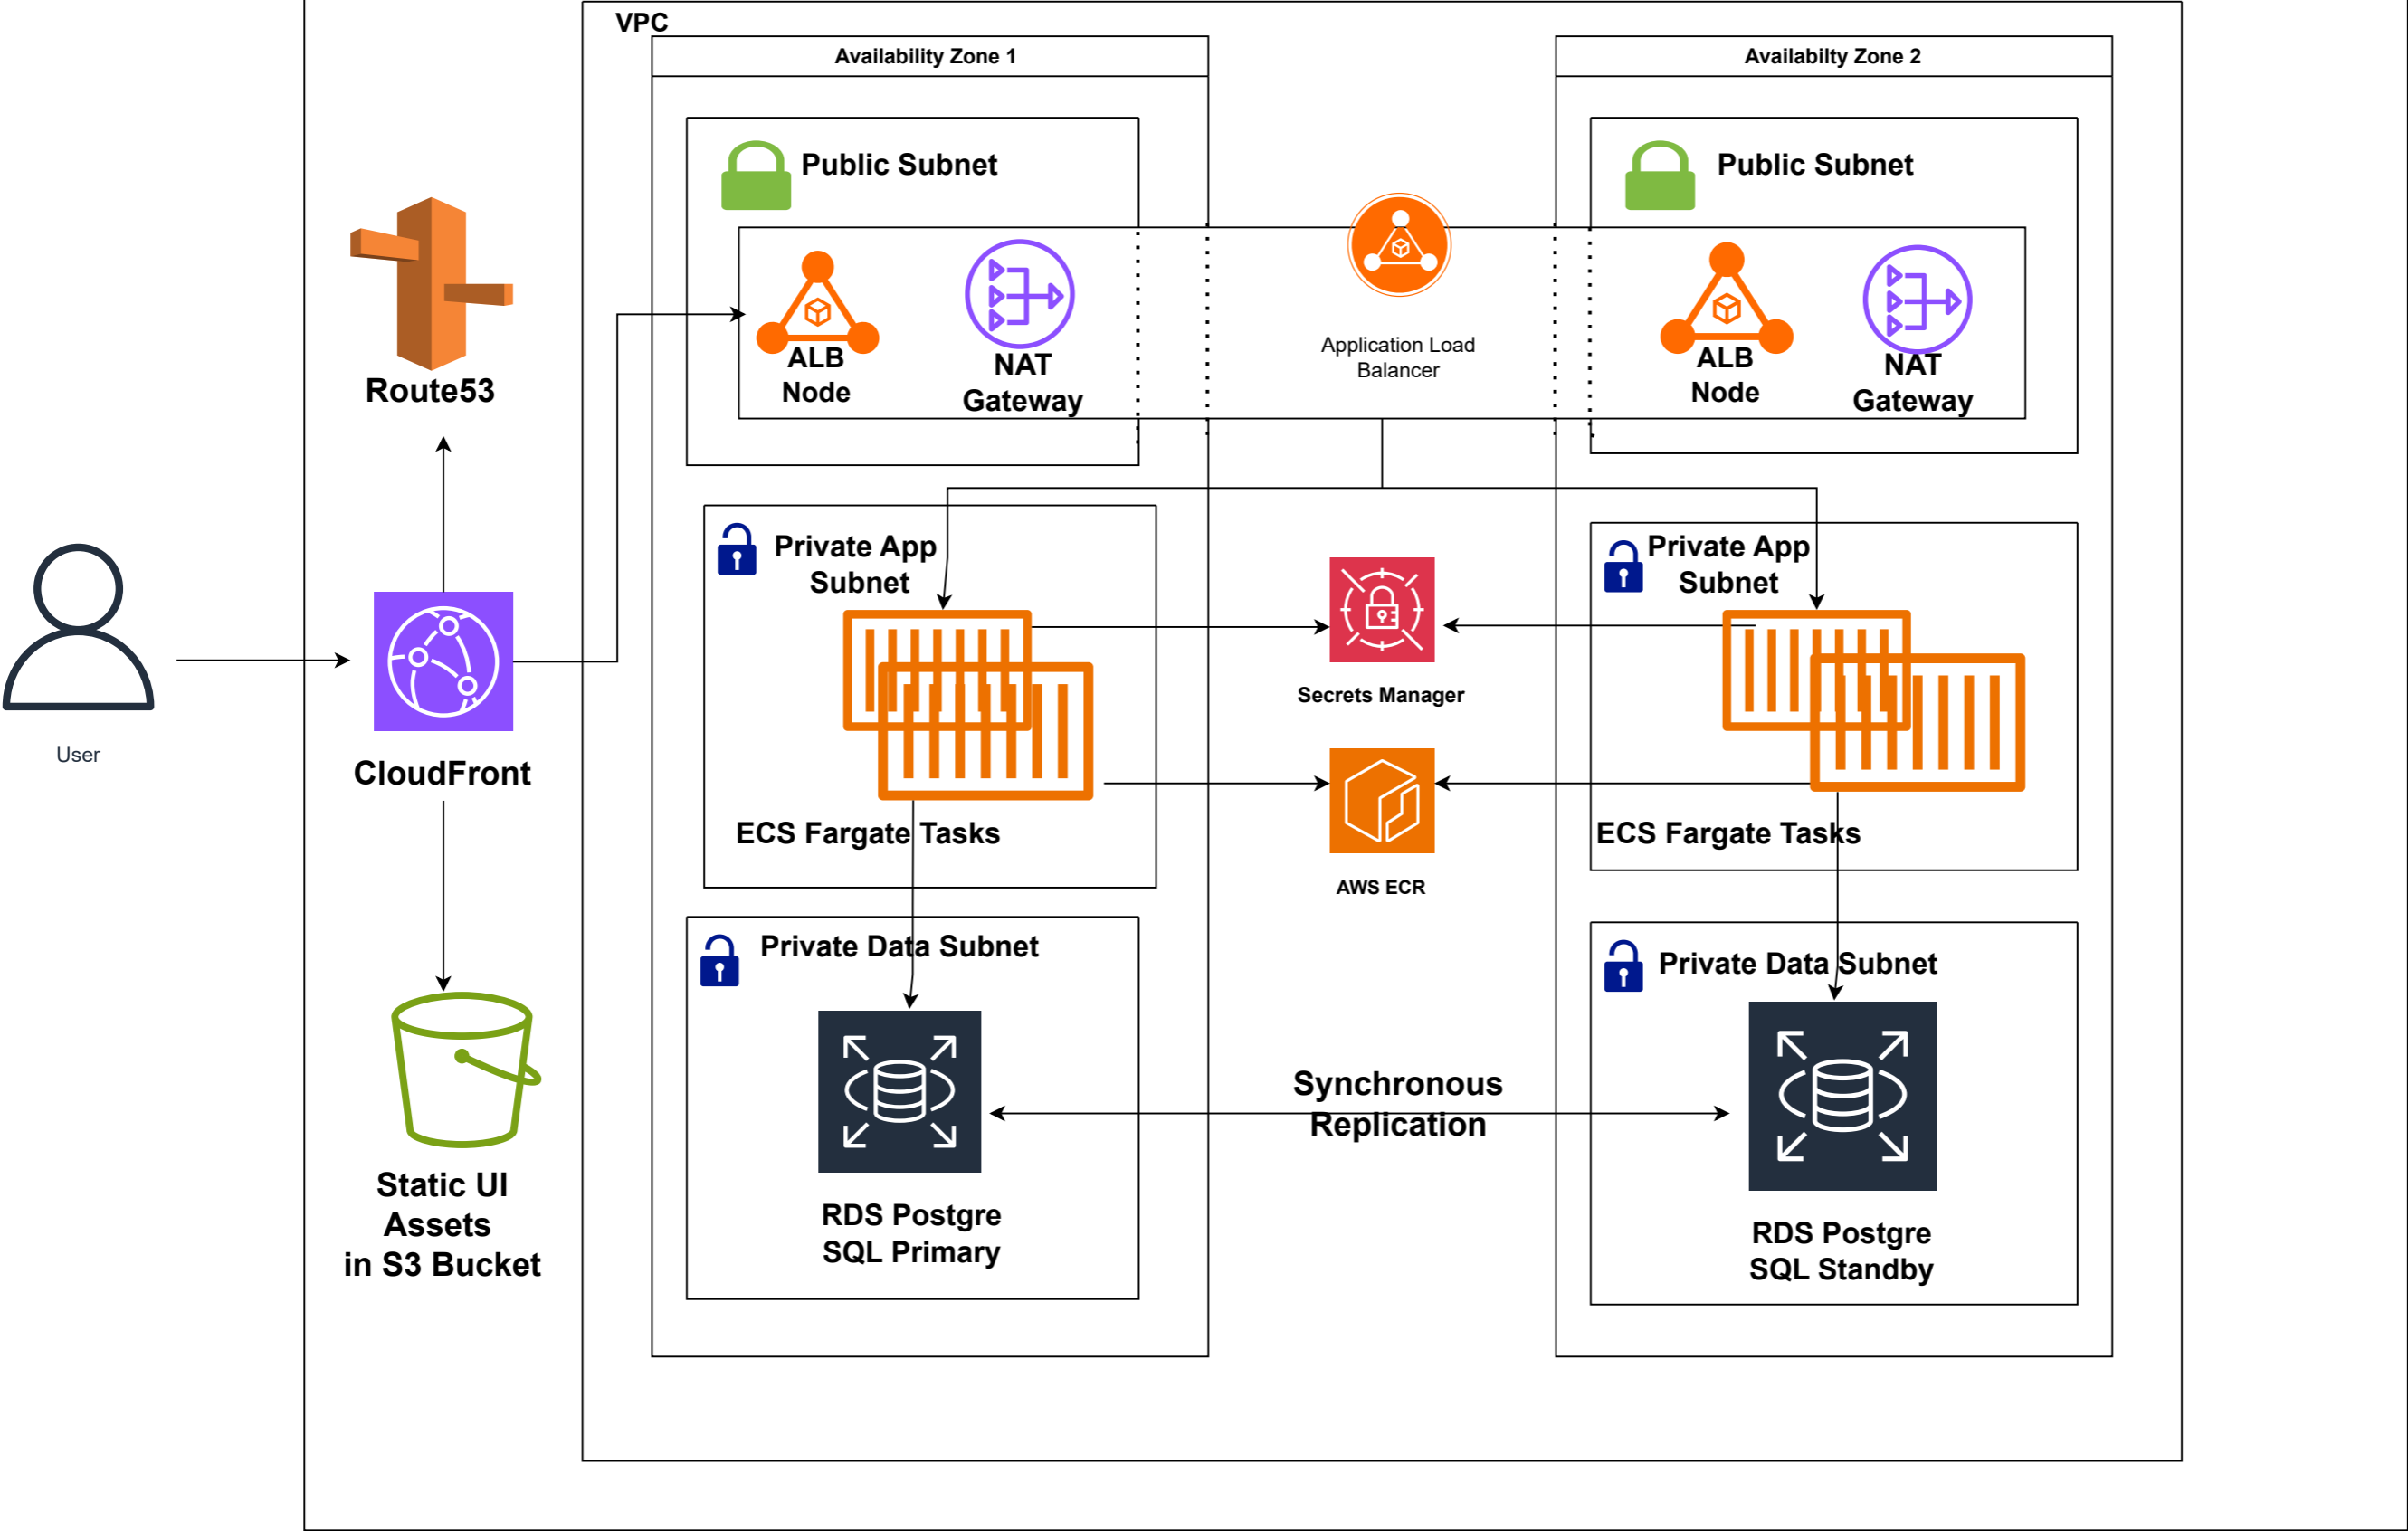 VPC
Availability Zone 1
Availabilty Zone 2
Public Subnet
Public Subnet
ALB
Node
NAT
Gateway
Application Load
Balancer
ALB
Node
NAT
Gateway
Route53
Private App
Subnet
Private App
Subnet
User
CloudFront
Secrets Manager
ECS Fargate Tasks
AWS ECR
ECS Fargate Tasks
Private Data Subnet
Private Data Subnet
Synchronous
Replication
Static UI
Assets
in S3 Bucket
RDS Postgre
SQL Primary
RDS Postgre
SQL Standby